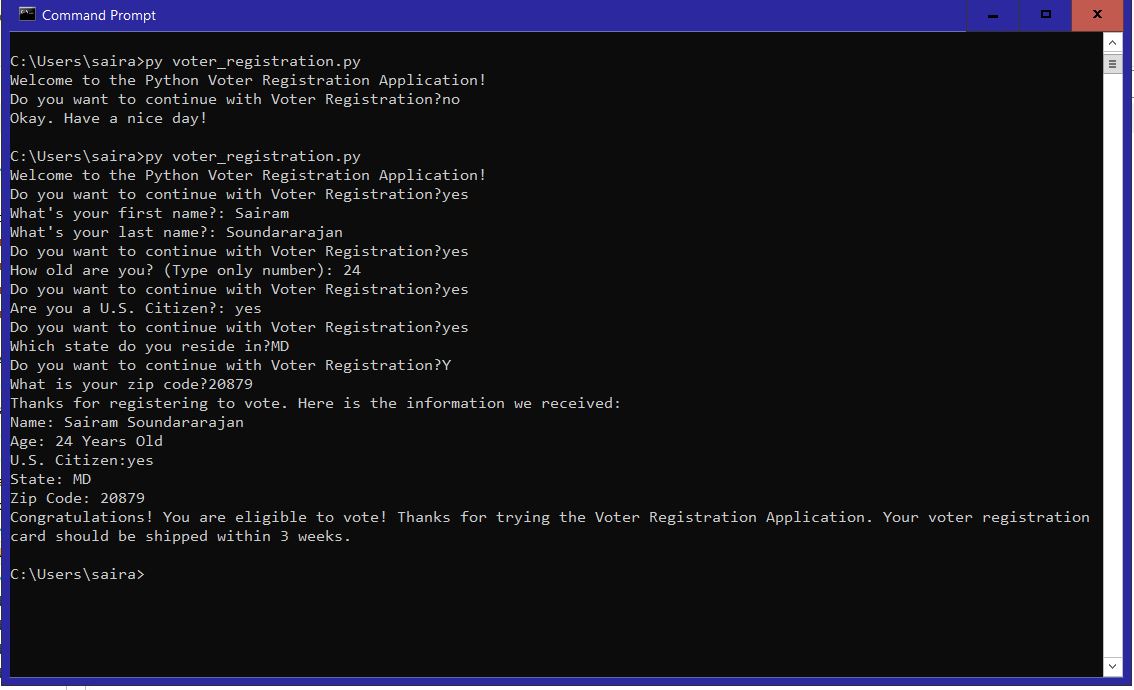 Command Prompt
C:\Users\saira>py voter_registration.py
Welcome to the Python Voter Registration Application!
Do you want to continue with Voter Registration?no
Okay. Have a nice day!
C:\Users\saira>py voter_registration.py
Welcome to the Python Voter Registration Application!
Do you want to continue with Voter Registration?yes
What's your first name?: Sairam
What's your last name?: Soundararajan
Do you want to continue with Voter Registration?yes
How old are you? (Type only number): 24
Do you want to continue with Voter Registration?yes
Are you a U.S. Citizen?: yes
Do you want to continue with Voter Registration?yes
Which state do you reside in?MD
Do you want to continue with Voter Registration?Y
What is your zip code?20879
Thanks for registering to vote. Here is the information we received:
Name: Sairam Soundararajan
Age: 24 Years Old
U.S. Citizen:yes
State: MD
Zip Code: 20879
Congratulations! You are eligible to vote! Thanks for trying the Voter Registration Application. Your voter registration
card should be shipped within 3 weeks.
C:\Users\saira>